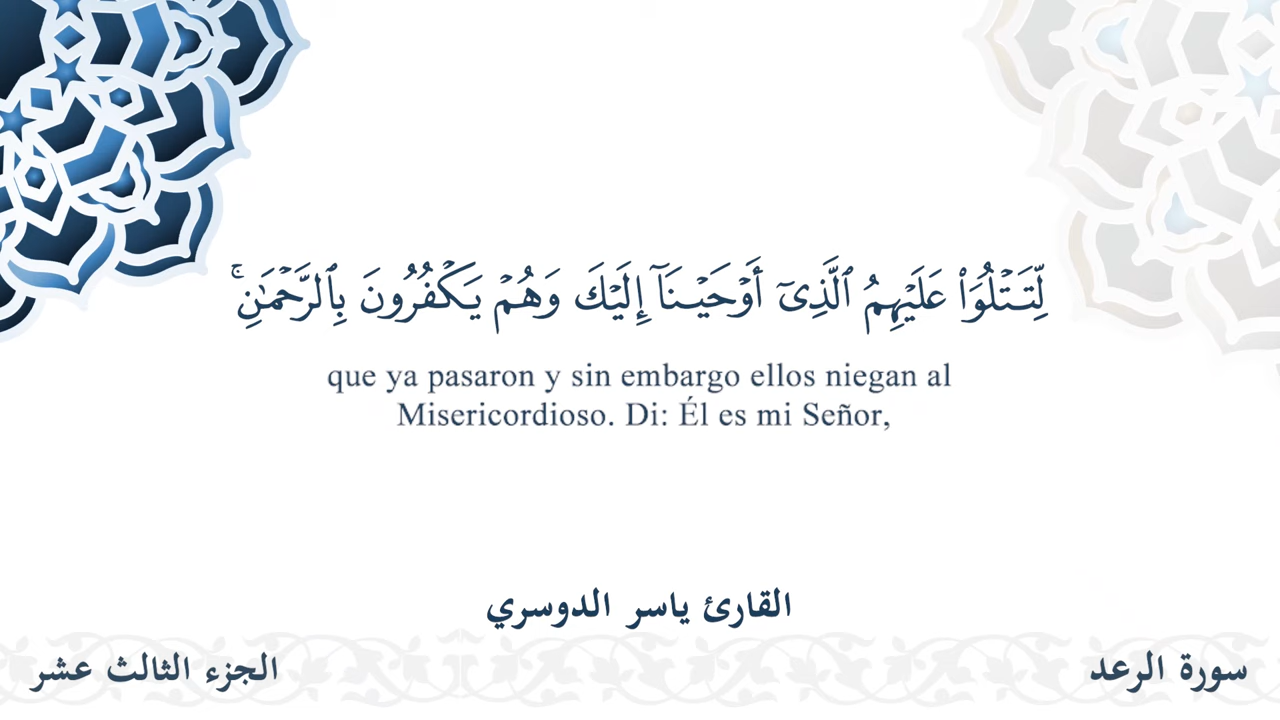 لِّتَتۡلُوَاْ عَلَيۡهِمُ ٱلَّذِىٓ أَوۡحَيۡنَآ إِلَيۡكَ وَهُمۡ يَكۡفُرُونَ بِٱلرَّحۡمَٰنِۚ
que ya pasaron y sin embargo ellos niegan al
Misericordioso. Di: Él es mi Señor,
القارئ ياسر الدوسري
سورة الرعد
الجزء الثالث عشر